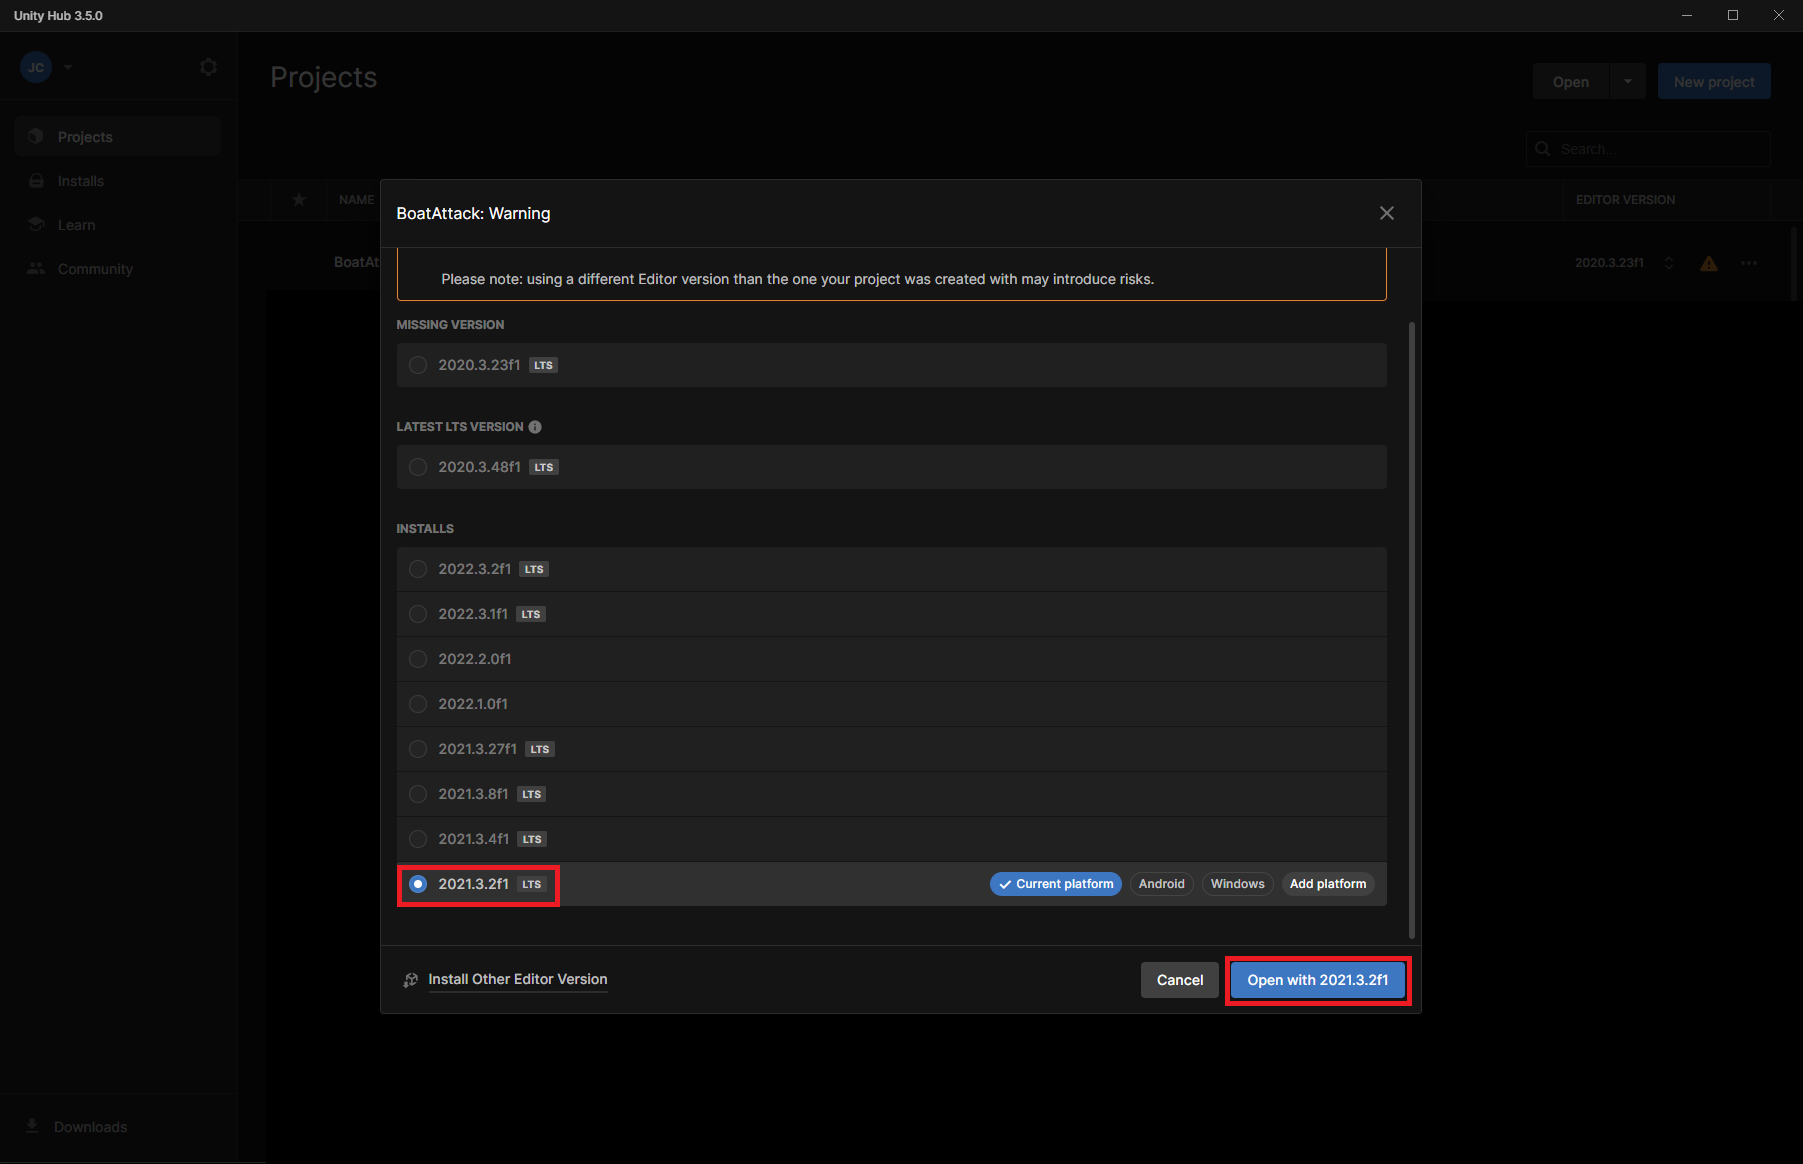 Unity Hub 3.5.0
JC
Projects
Open
New project
Projects
Search...
Installs
NAME
EDITOR VERSION
Learn
BoatAt
2020.3.23f1
Community
BoatAttack: Warning
Please note: using a different Editor version than the one your project was created with may introduce risks.
MISSING VERSION
2020.3.23f1 LTS
LATEST LTS VERSION
2020.3.48f1 LTS
INSTALLS
2022.3.2f1 LTS
2022.3.1f1 LTS
2022.2.0f1
2022.1.0f1
2021.3.27f1 LTS
2021.3.8f1 LTS
2021.3.4f1 LTS
2021.3.2f1 LTS Current platform Android Windows Add platform
Install Other Editor Version
Cancel
Open with 2021.3.2f1
Downloads